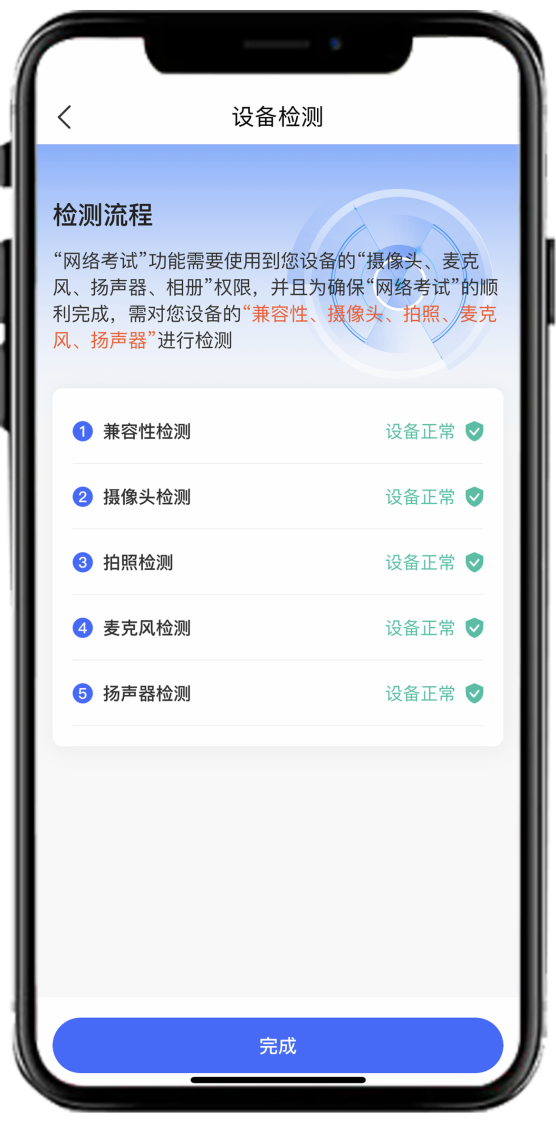 设备检测
检测流程
“网络考试”功能需要使用到您设备的“摄像头、麦克
风、扬声器、相册”权限，并且为确保“网络考试”的顺
利完成，需对您设备的“兼容性、摄像头、拍照、麦克
风、扬声器”进行检测
1 兼容性检测 设备正常
2 摄像头检测 设备正常
3 拍照检测 设备正常
4 麦克风检测 设备正常
5 扬声器检测 设备正常
完成